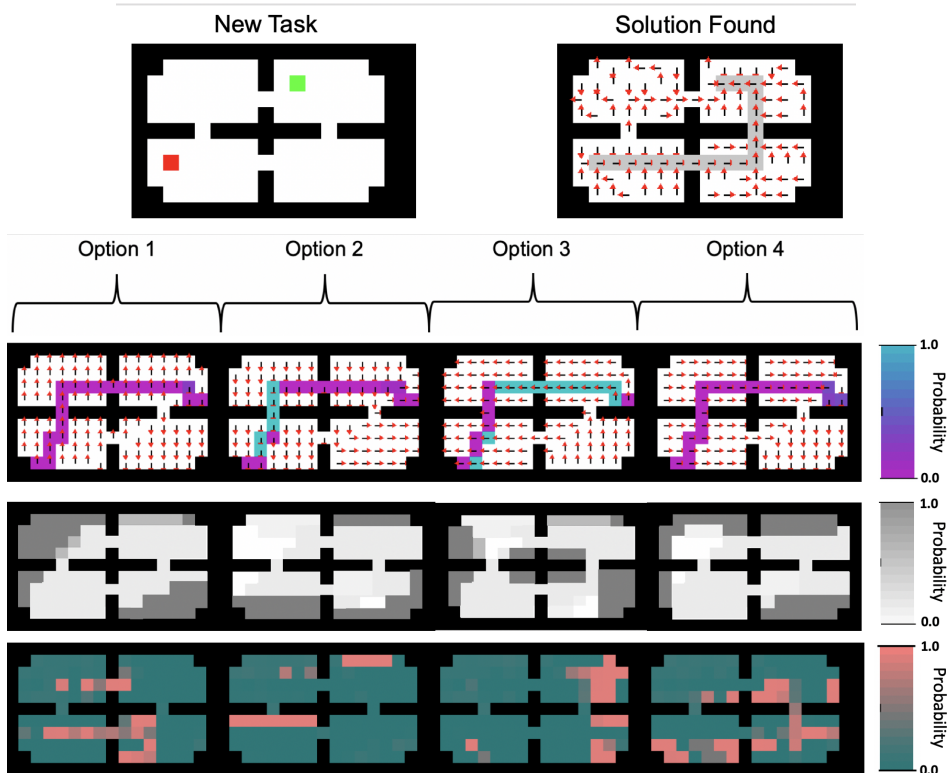 New Task
Solution Found
Option 1
Option 2
Option 3
Option 4
1.0
Probability
0.0
1.0
Probability
0.0
1.0
Probability
0.0